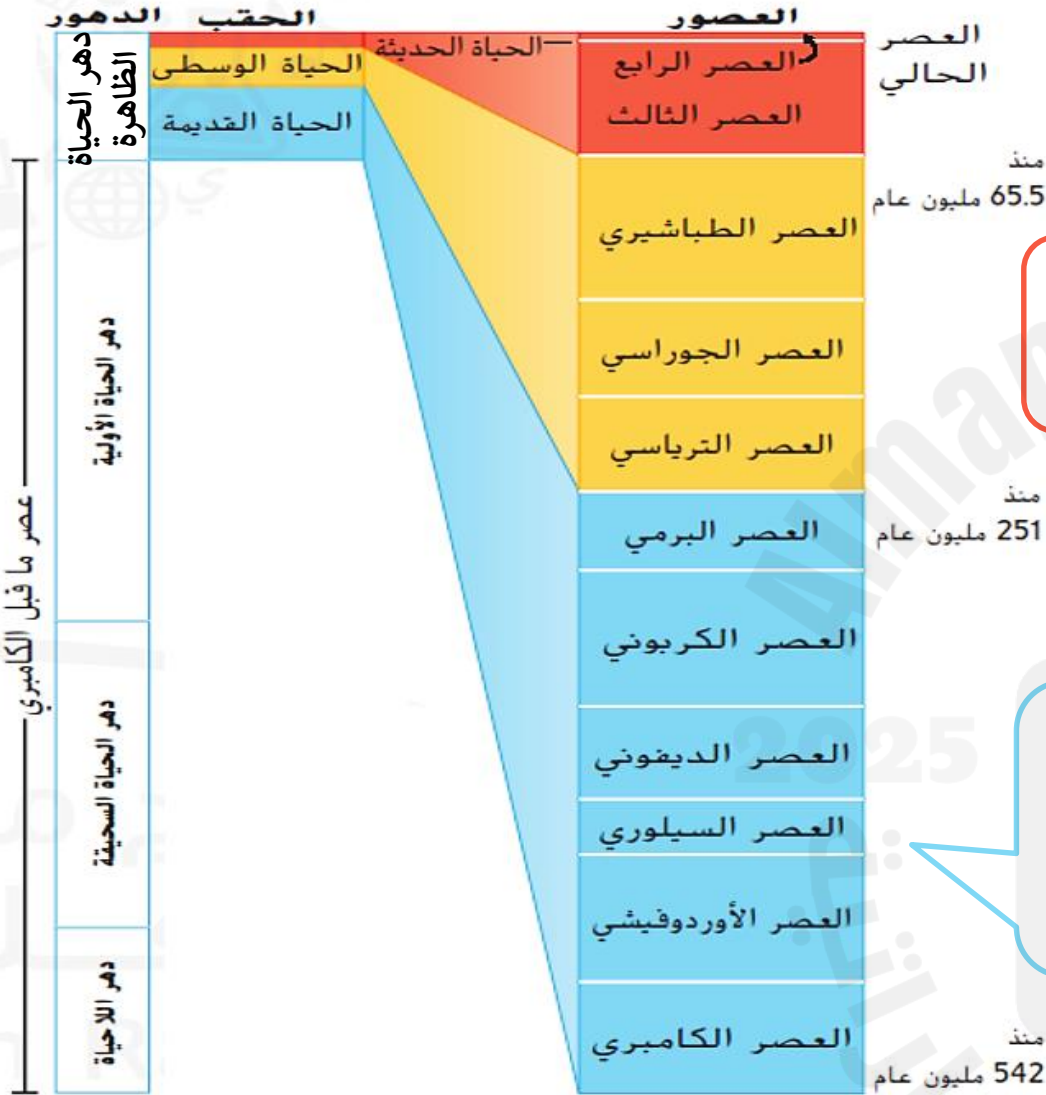 العصور
الحقب
الدهور
العصر
الحالي
العصر الرابع
العصر الثالث
الحياة الحديثة
الحياة الوسطى
الحياة القديمة
دهر الحياة
الظاهرة
منذ
65.5 مليون عام
العصر الطباشيري
العصر الجوراسي
العصر الترياسي
منذ
251 مليون عام
العصر البرمي
العصر الكربوني
العصر الديفوني
العصر السيلوري
العصر الأوردوفيشي
العصر الكامبري
منذ
542 مليون عام
دهر الحياة الأولية
دهر الحياة السحيقة
دهر اللاحياة
عصر ما قبل الكامبري
2025